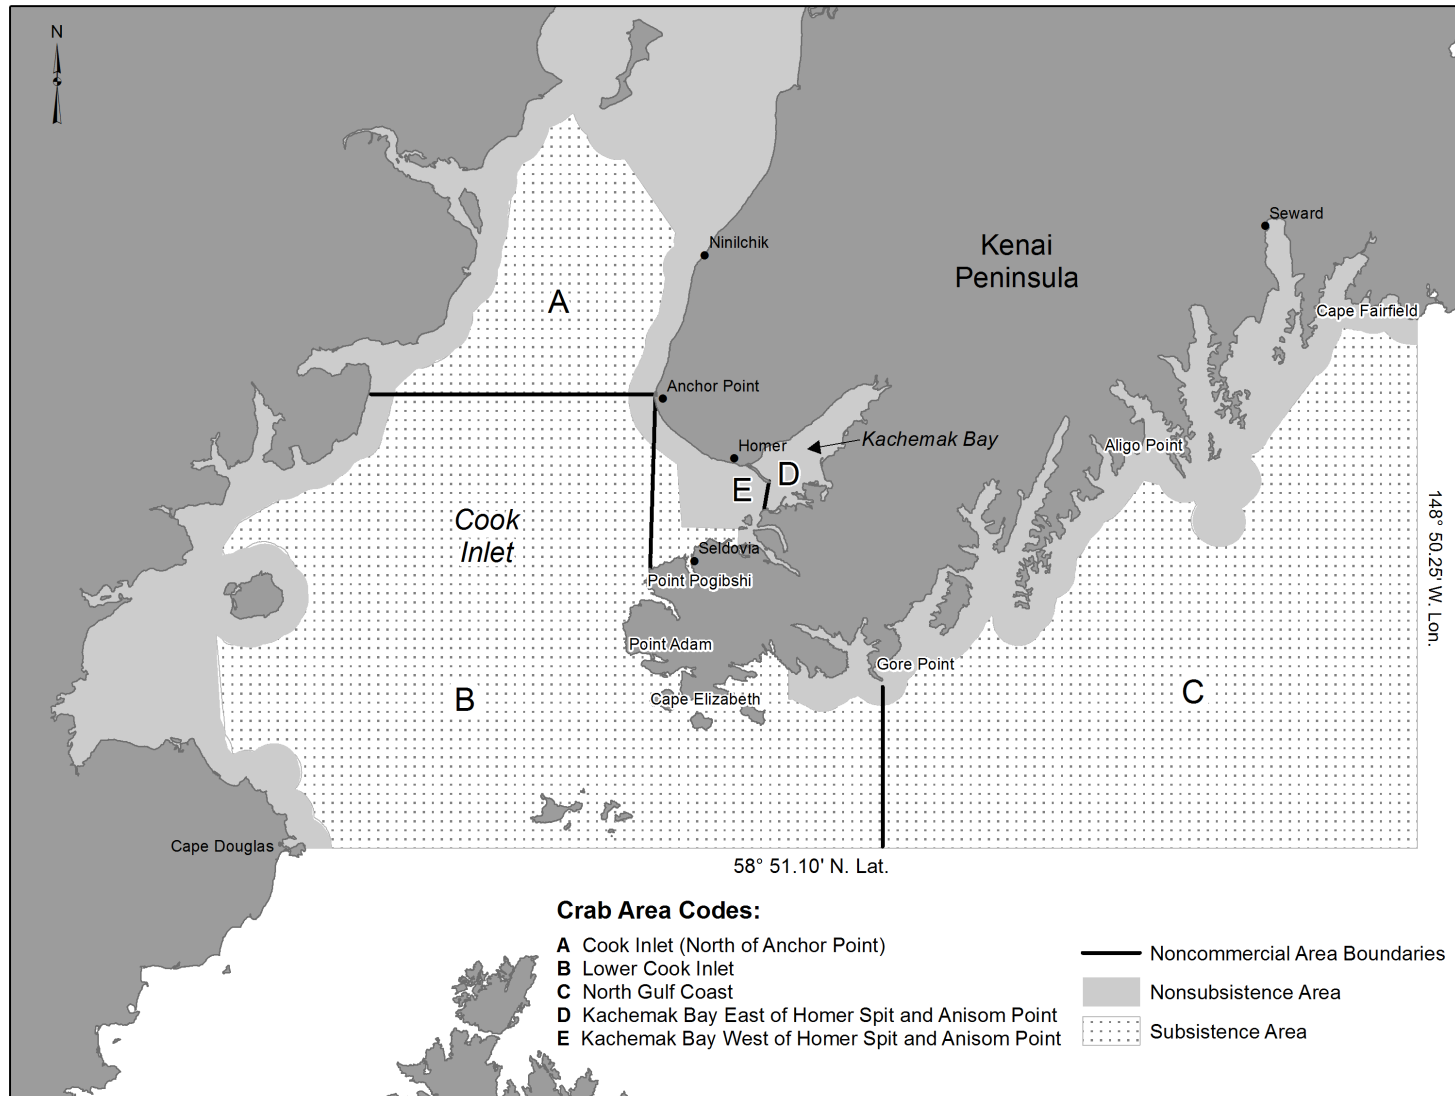 N
Seward
Ninilchik
Kenai
Peninsula
A
Cape Fairfield
Anchor Point
Kachemak Bay
Homer
Aligo Point
D
E
Cook
Inlet
148° 50.25' W. Lon.
Seldovia
Point Pogibshi
Point Adam
Gore Point
B
Cape Elizabeth
C
Cape Douglas
58° 51.10' N. Lat.
Crab Area Codes:
A Cook Inlet (North of Anchor Point)
B Lower Cook Inlet
C North Gulf Coast
D Kachemak Bay East of Homer Spit and Anisom Point
E Kachemak Bay West of Homer Spit and Anisom Point
Noncommercial Area Boundaries
Nonsubsistence Area
Subsistence Area